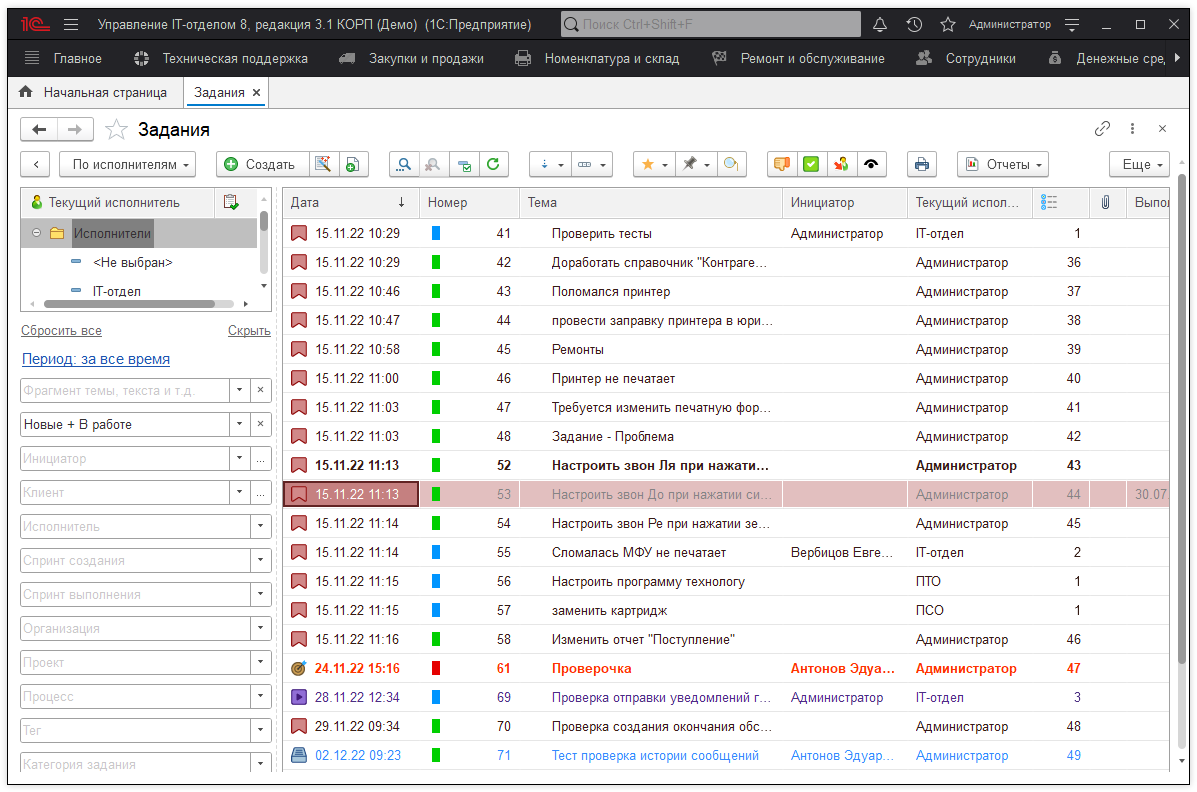 1С Управление IT-отделом 8, редакция 3.1 КОРП (Демо) (1С:Предприятие) Поиск Ctrl+Shift+F Администратор
Главное Техническая поддержка Закупки и продажи Номенклатура и склад Ремонт и обслуживание Сотрудники Денежные сре
Начальная страница Задания
Задания
По исполнителям Создать Отчеты Еще
Текущий исполнитель
Исполнители
<Не выбран>
IT-отдел
Сбросить все Скрыть
Период: за все время
Фрагмент темы, текста и т.д.
Новые + В работе
Инициатор
Клиент
Исполнитель
Спринт создания
Спринт выполнения
Организация
Проект
Процесс
Тег
Категория задания
Дата Номер Тема Инициатор Текущий испол... Выпол
15.11.22 10:29 41 Проверить тесты Администратор IT-отдел 1
15.11.22 10:29 42 Доработать справочник "Контраге... Администратор 36
15.11.22 10:46 43 Поломался принтер Администратор 37
15.11.22 10:47 44 провести заправку принтера в юри... Администратор 38
15.11.22 10:58 45 Ремонты Администратор 39
15.11.22 11:00 46 Принтер не печатает Администратор 40
15.11.22 11:03 47 Требуется изменить печатную фор... Администратор 41
15.11.22 11:03 48 Задание - Проблема Администратор 42
15.11.22 11:13 52 Настроить звон Ля при нажати... Администратор 43
15.11.22 11:13 53 Настроить звон До при нажатии си... Администратор 44 30.07
15.11.22 11:14 54 Настроить звон Ре при нажатии зе... Администратор 45
15.11.22 11:14 55 Сломалась МФУ не печатает Вербицов Евге... IT-отдел 2
15.11.22 11:15 56 Настроить программу технологу ПТО 1
15.11.22 11:15 57 заменить картридж ПСО 1
15.11.22 11:16 58 Изменить отчет "Поступление" Администратор 46
24.11.22 15:16 61 Проверочка Антонов Эдуа... Администратор 47
28.11.22 12:34 69 Проверка отправки уведомлений г... Администратор IT-отдел 3
29.11.22 09:34 70 Проверка создания окончания обс... Администратор 48
02.12.22 09:23 71 Тест проверка истории сообщений Антонов Эдуар... Администратор 49